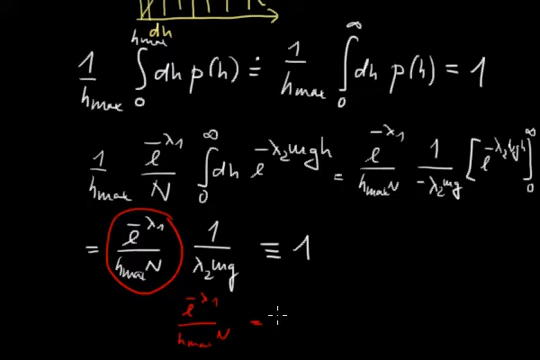 h_max dh
1/h_max ∫_0^{h_max} dh p(h) ≐ 1/h_max ∫_0^∞ dh p(h) = 1
1/h_max e^{-λ_1}/N ∫_0^∞ dh e^{-λ_2 mgh} = e^{-λ_1}/(h_max N) 1/(-λ_2 mg) [e^{-λ_2 mgh}]_0^∞
= e^{-λ_1}/(h_max N) 1/(λ_2 mg) ≡ 1
e^{-λ_1}/(h_max N) =